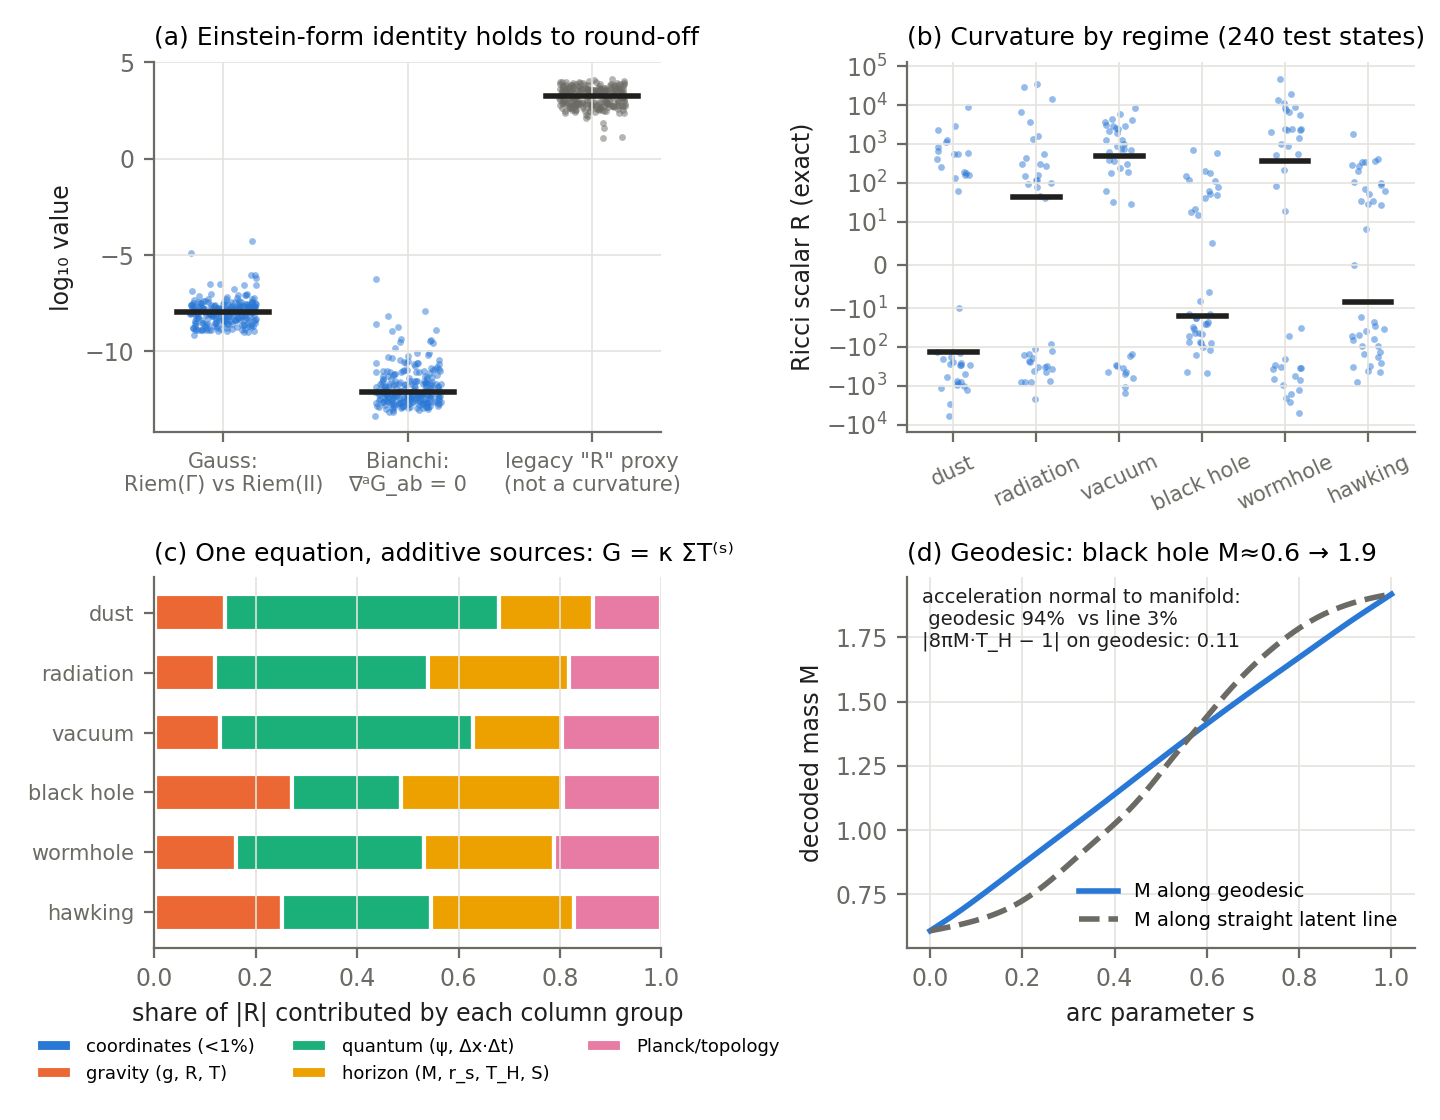 (a) Einstein-form identity holds to round-off
5
0
−5
−10
log₁₀ value
Gauss:
Riem(Γ) vs Riem(II)
Bianchi:
∇ᵃG_ab = 0
legacy "R" proxy
(not a curvature)
(b) Curvature by regime (240 test states)
10⁵
10⁴
10³
10²
10¹
0
−10¹
−10²
−10³
−10⁴
Ricci scalar R (exact)
dust
radiation
vacuum
black hole
wormhole
hawking
(c) One equation, additive sources: G = κ ΣT⁽ˢ⁾
dust
radiation
vacuum
black hole
wormhole
hawking
0.0
0.2
0.4
0.6
0.8
1.0
share of |R| contributed by each column group
coordinates (<1%)
gravity (g, R, T)
quantum (ψ, Δx·Δt)
horizon (M, r_s, T_H, S)
Planck/topology
(d) Geodesic: black hole M≈0.6 → 1.9
acceleration normal to manifold:
geodesic 94%  vs line 3%
|8πM·T_H − 1| on geodesic: 0.11
1.75
1.50
1.25
1.00
0.75
decoded mass M
M along geodesic
M along straight latent line
0.0
0.2
0.4
0.6
0.8
1.0
arc parameter s